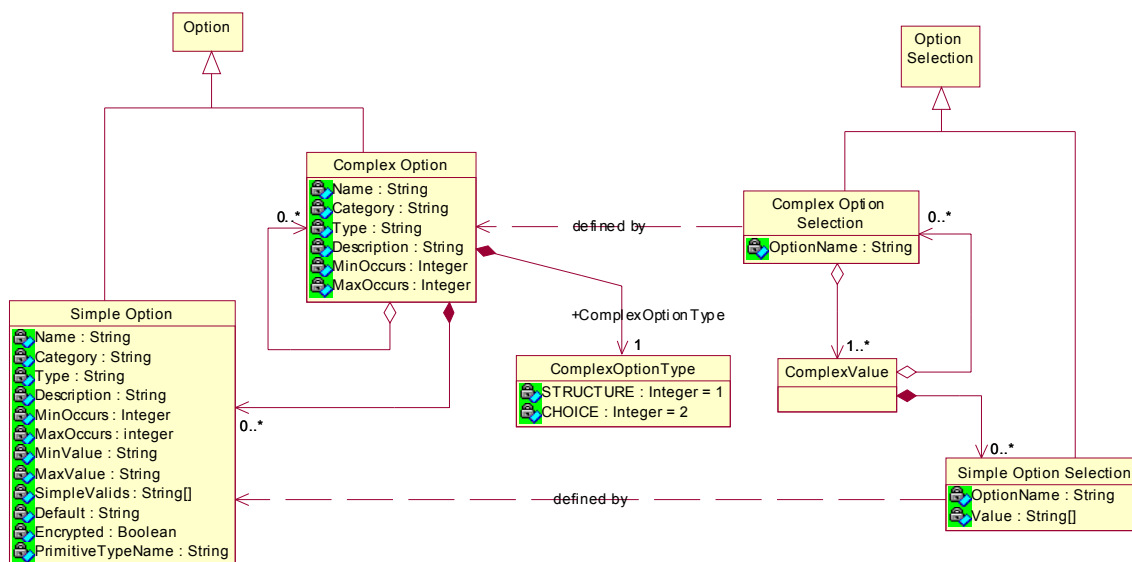 Option
Option
Selection
Complex Option
Name : String
Category : String
Type : String
Description : String
MinOccurs : Integer
MaxOccurs : Integer
0..*
defined by
Complex Option
Selection
OptionName : String
0..*
Simple Option
Name : String
Category : String
Type : String
Description : String
MinOccurs : Integer
MaxOccurs : integer
MinValue : String
MaxValue : String
SimpleValids : String[]
Default : String
Encrypted : Boolean
PrimitiveTypeName : String
0..*
+ComplexOptionType
1
ComplexOptionType
STRUCTURE : Integer = 1
CHOICE : Integer = 2
1..*
ComplexValue
0..*
defined by
Simple Option Selection
OptionName : String
Value : String[]